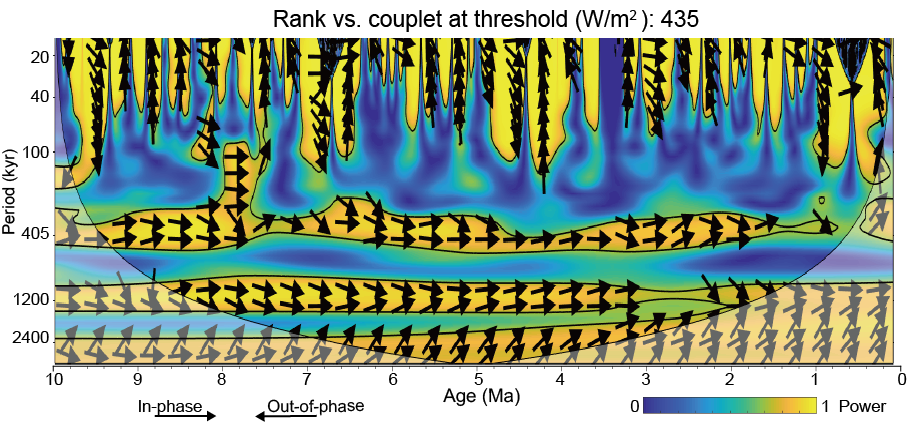 Rank vs. couplet at threshold (W/m²): 435
Period (kyr)
20
40
100
405
1200
2400
10 9 8 7 6 5 4 3 2 1 0
Age (Ma)
In-phase
Out-of-phase
0 1 Power